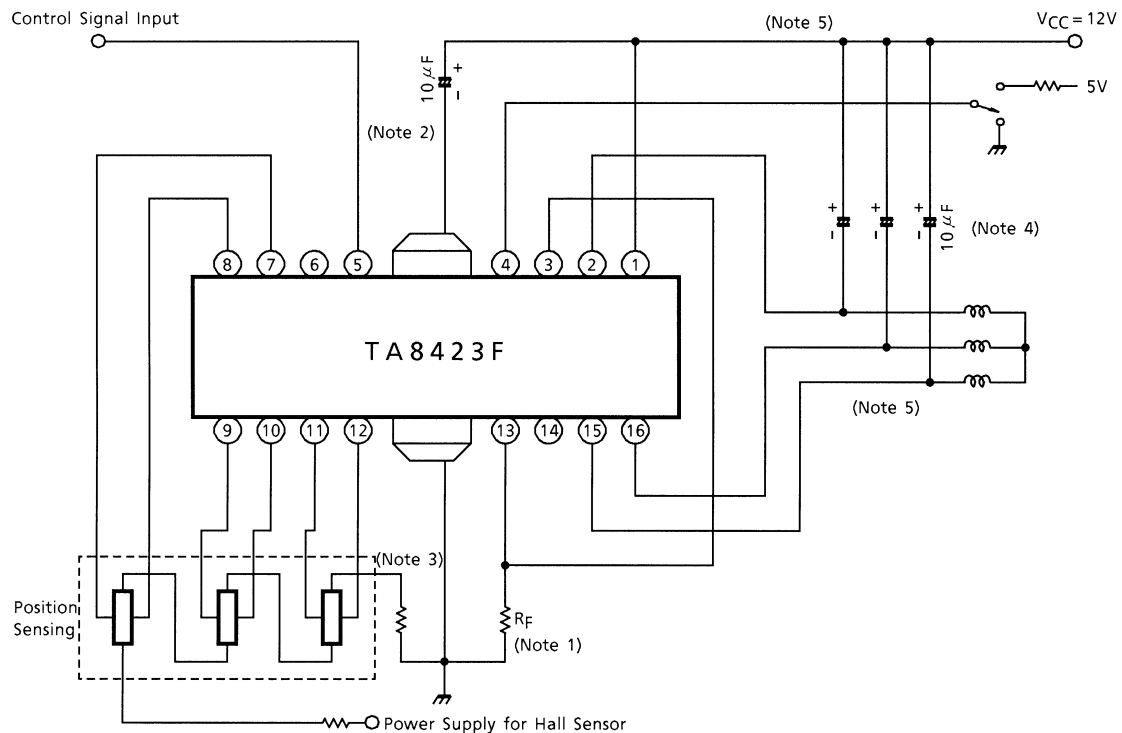 Control Signal Input
(Note 5)
VCC = 12V
10 μF
+
-
5V
(Note 2)
+
-
+
-
+
-
10 μF
(Note 4)
8
7
6
5
4
3
2
1
TA8423F
(Note 5)
9
10
11
12
13
14
15
16
(Note 3)
Position
Sensing
RF
(Note 1)
Power Supply for Hall Sensor